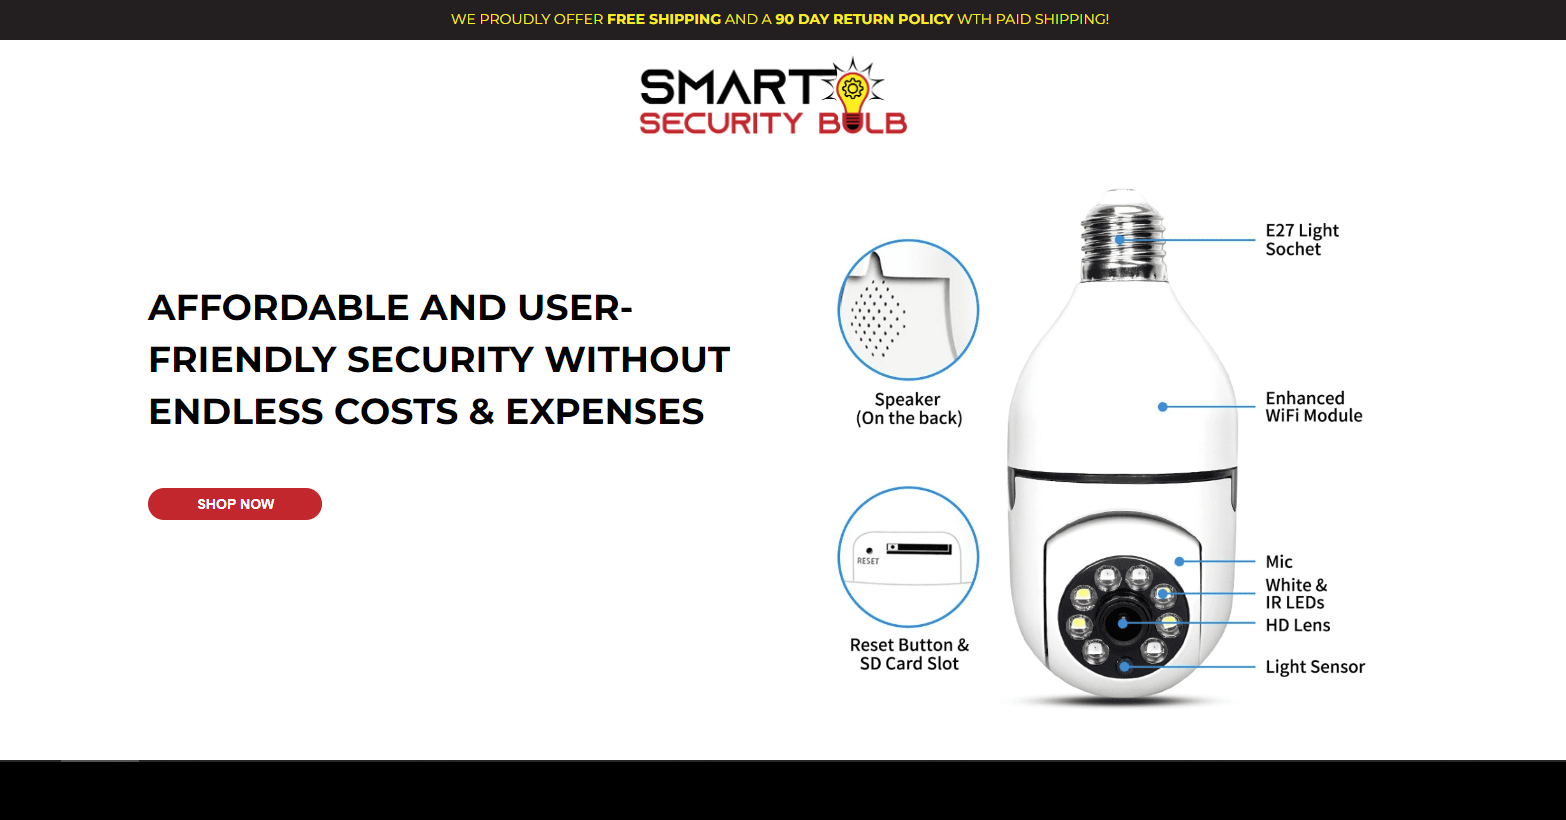 WE PROUDLY OFFER FREE SHIPPING AND A 90 DAY RETURN POLICY WTH PAID SHIPPING!
SMART
SECURITY BULB
AFFORDABLE AND USER-
FRIENDLY SECURITY WITHOUT
ENDLESS COSTS & EXPENSES
SHOP NOW
Speaker
(On the back)
RESET
Reset Button &
SD Card Slot
E27 Light
Sochet
Enhanced
WiFi Module
Mic
White &
IR LEDs
HD Lens
Light Sensor